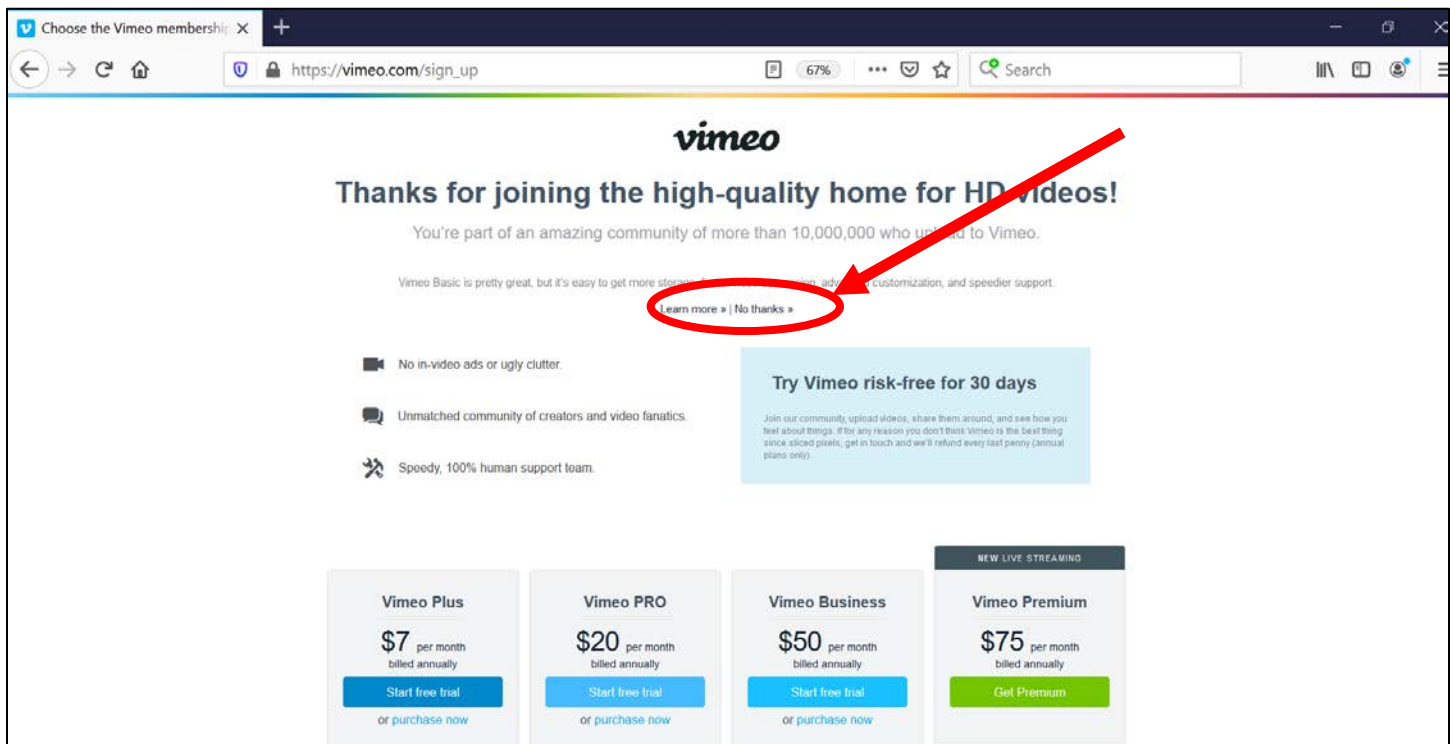 Choose the Vimeo membership
https://vimeo.com/sign_up
67%
Search
vimeo
Thanks for joining the high-quality home for HD videos!
You're part of an amazing community of more than 10,000,000 who upload to Vimeo.
Vimeo Basic is pretty great, but it's easy to get more storage, customization, and speedier support.
Learn more » | No thanks »
No in-video ads or ugly clutter.
Unmatched community of creators and video fanatics.
Speedy, 100% human support team.
Try Vimeo risk-free for 30 days
Join our community, upload videos, share them around, and see how you
feel about things. If for any reason you don't think Vimeo is the best thing
since sliced pixels, get in touch and we'll refund every last penny (annual
plans only).
NEW LIVE STREAMING
Vimeo Plus
$7 per month
billed annually
Start free trial
or purchase now
Vimeo PRO
$20 per month
billed annually
Start free trial
or purchase now
Vimeo Business
$50 per month
billed annually
Start free trial
or purchase now
Vimeo Premium
$75 per month
billed annually
Get Premium